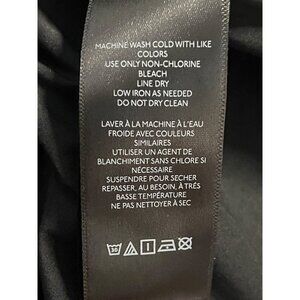 MACHINE WASH COLD WITH LIKE
COLORS
USE ONLY NON-CHLORINE
BLEACH
LINE DRY
LOW IRON AS NEEDED
DO NOT DRY CLEAN
LAVER À LA MACHINE À L'EAU
FROIDE AVEC COULEURS
SIMILAIRES
UTILISER UN AGENT DE
BLANCHIMENT SANS CHLORE SI
NÉCESSAIRE
SUSPENDRE POUR SECHER
REPASSER, AU BESOIN, À TRÉS
BASSE TEMPÉRATURE
NE PAS NETTOYER À SEC
30